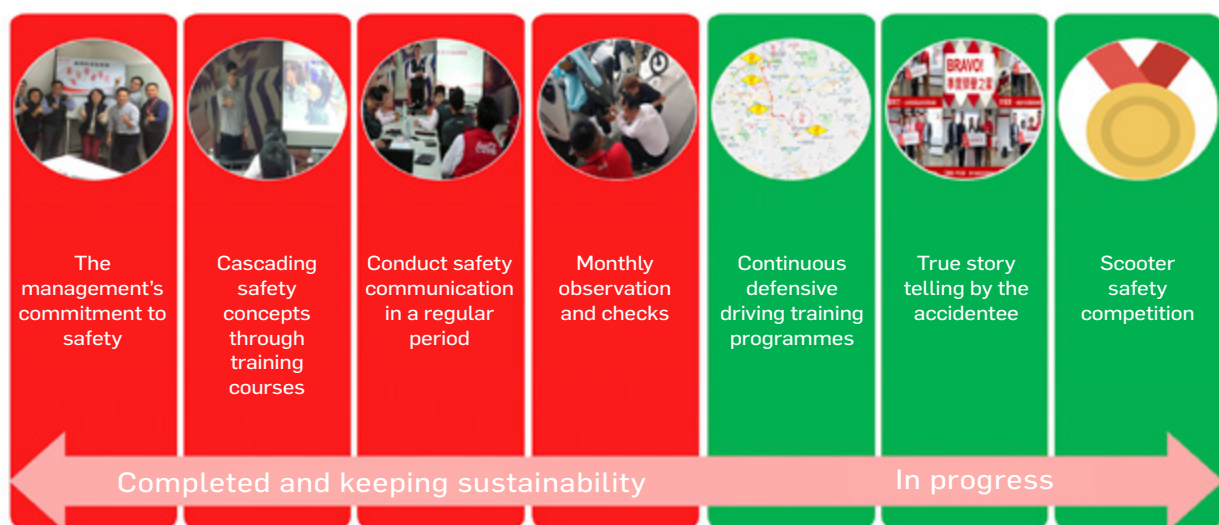 The
management's
commitment to
safety
Cascading
safety
concepts
through
training
courses
Conduct safety
communication
in a regular
period
Monthly
observation
and checks
Continuous
defensive
driving training
programmes
BRAVO!
True story
telling by the
accidentee
Scooter
safety
competition
Completed and keeping sustainability
In progress